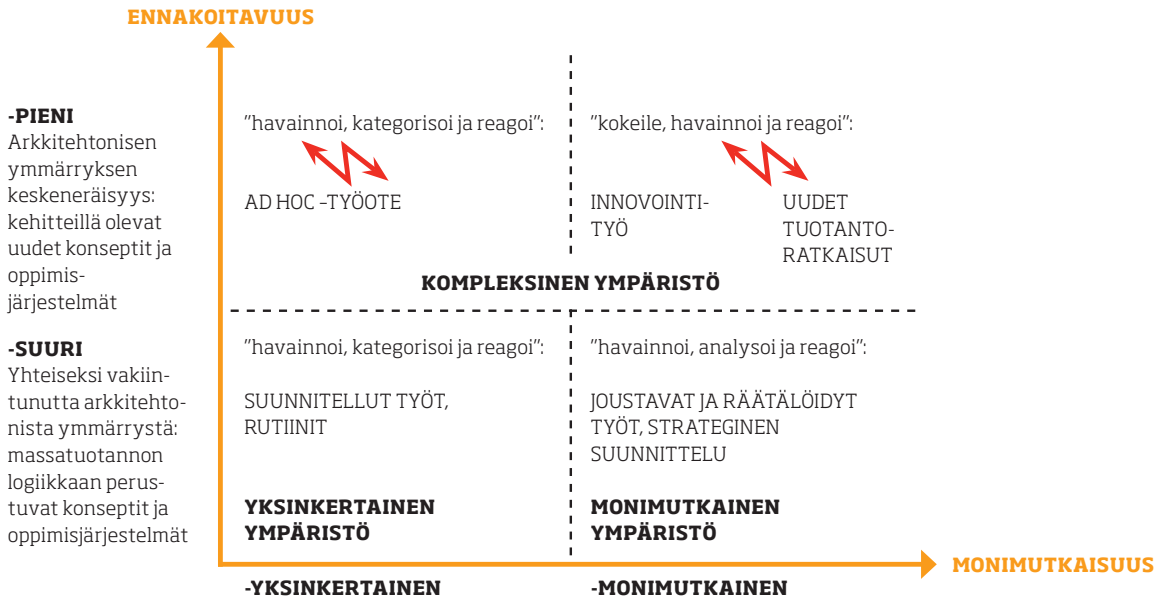 ENNAKOITAVUUS
-PIENI
Arkkitehtonisen
ymmärryksen
keskeneräisyys:
kehitteillä olevat
uudet konseptit ja
oppimis-
järjestelmät
-SUURI
Yhteiseksi vakiin-
tunutta arkkitehto-
nista ymmärrystä:
massatuotannon
logiikkaan perus-
tuvat konseptit ja
oppimisjärjestelmät
"havainnoi, kategorisoi ja reagoi":
AD HOC –TYÖOTE
"kokeile, havainnoi ja reagoi":
INNOVOINTI-
TYÖ
UUDET
TUOTANTO-
RATKAISUT
KOMPLEKSINEN YMPÄRISTÖ
"havainnoi, kategorisoi ja reagoi":
SUUNNITELLUT TYÖT,
RUTIINIT
YKSINKERTAINEN
YMPÄRISTÖ
"havainnoi, analysoi ja reagoi":
JOUSTAVAT JA RÄÄTÄLÖIDYT
TYÖT, STRATEGINEN
SUUNNITTELU
MONIMUTKAINEN
YMPÄRISTÖ
MONIMUTKAISUUS
-YKSINKERTAINEN
-MONIMUTKAINEN